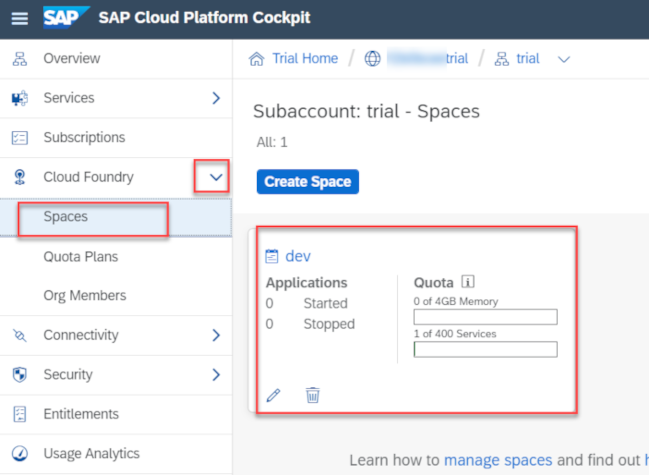 SAP SAP Cloud Platform Cockpit
Overview
Services
Subscriptions
Cloud Foundry
Spaces
Quota Plans
Org Members
Connectivity
Security
Entitlements
Usage Analytics
Trial Home / trial / trial
Subaccount: trial - Spaces
All: 1
Create Space
dev
Applications
0 Started
0 Stopped
Quota i
0 of 4GB Memory
1 of 400 Services
Learn how to manage spaces and find out